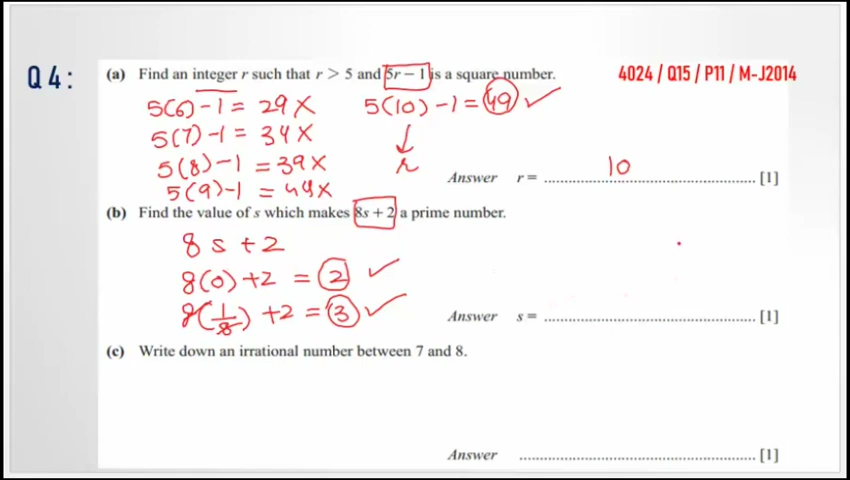 Q 4 :
(a) Find an integer r such that r > 5 and 5r − 1 is a square number.
4024 / Q15 / P11 / M-J2014
5(6) -1 = 29 X 5(10) -1 = 49 ✓
5(7) -1 = 34 X ↓
5(8) -1 = 39 X r
5(9) -1 = 44 X
Answer r = 10 [1]
(b) Find the value of s which makes 8s + 2 a prime number.
8 s + 2
8(0) +2 = 2 ✓
8(1/8) +2 = 3 ✓
Answer s = [1]
(c) Write down an irrational number between 7 and 8.
Answer [1]